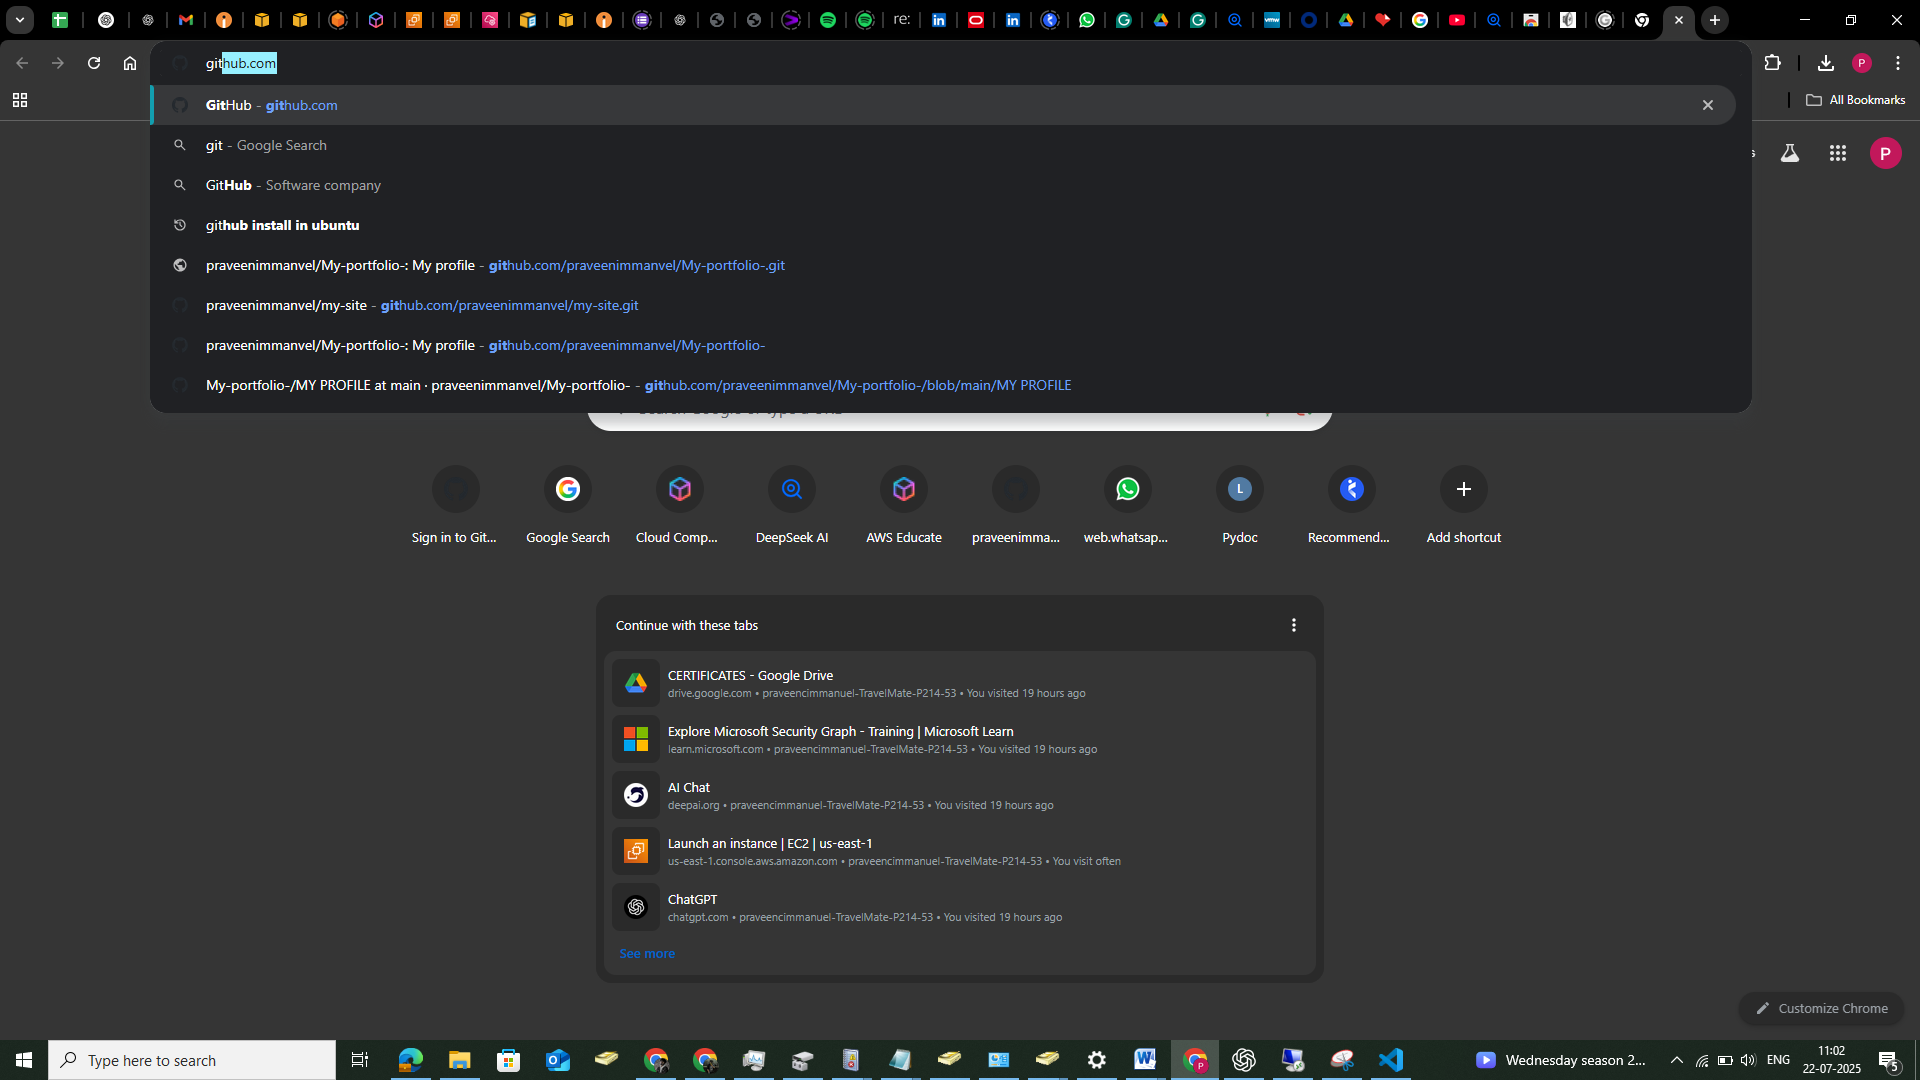 re:
github.com
GitHub - github.com
git - Google Search
GitHub - Software company
github install in ubuntu
praveenimmanvel/My-portfolio-: My profile - github.com/praveenimmanvel/My-portfolio-.git
praveenimmanvel/my-site - github.com/praveenimmanvel/my-site.git
praveenimmanvel/My-portfolio-: My profile - github.com/praveenimmanvel/My-portfolio-
My-portfolio-/MY PROFILE at main · praveenimmanvel/My-portfolio- - github.com/praveenimmanvel/My-portfolio-/blob/main/MY PROFILE
P
All Bookmarks
P
Sign in to Git...
Google Search
Cloud Comp...
DeepSeek AI
AWS Educate
praveenimma...
web.whatsap...
L
Pydoc
Recommend...
Add shortcut
Continue with these tabs
CERTIFICATES - Google Drive
drive.google.com • praveencimmanuel-TravelMate-P214-53 • You visited 19 hours ago
Explore Microsoft Security Graph - Training | Microsoft Learn
learn.microsoft.com • praveencimmanuel-TravelMate-P214-53 • You visited 19 hours ago
AI Chat
deepai.org • praveencimmanuel-TravelMate-P214-53 • You visited 19 hours ago
Launch an instance | EC2 | us-east-1
us-east-1.console.aws.amazon.com • praveencimmanuel-TravelMate-P214-53 • You visit often
ChatGPT
chatgpt.com • praveencimmanuel-TravelMate-P214-53 • You visited 19 hours ago
See more
Customize Chrome
Type here to search
Wednesday season 2...
ENG
11:02
22-07-2025
5